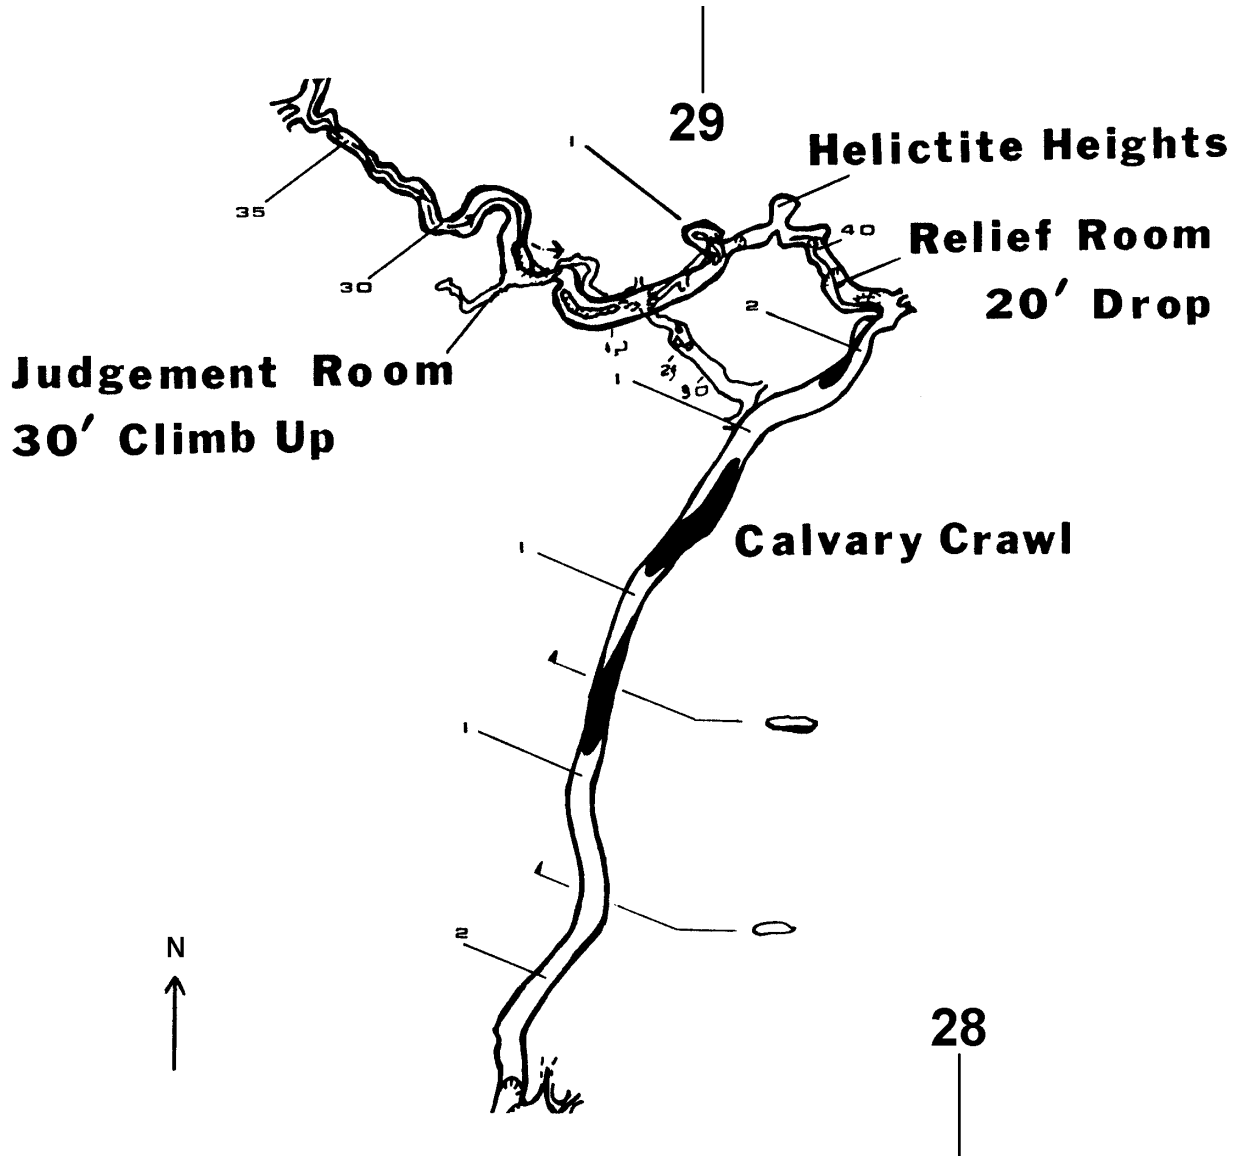 29
1
Helictite Heights
35
40
Relief Room
20' Drop
30
2
Judgement Room
30' Climb Up
1
Calvary Crawl
1
1
2
N
28